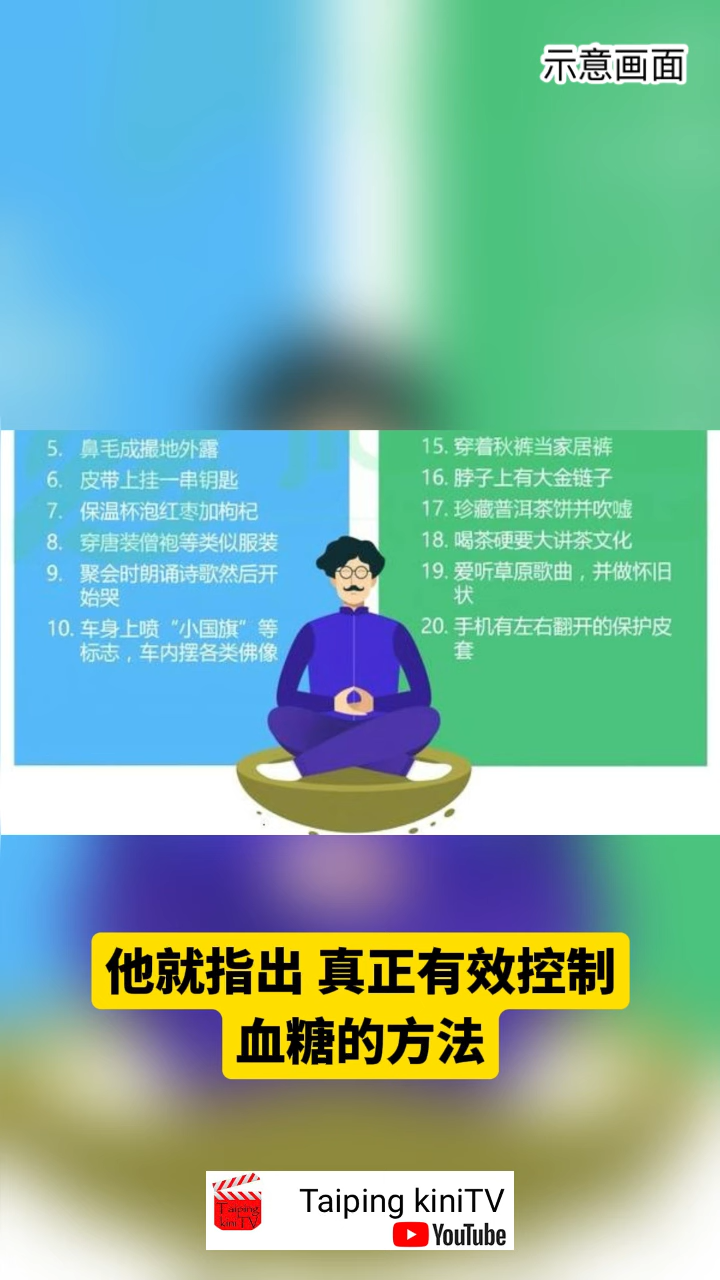 示意画面
5. 鼻毛成撮地外露
6. 皮带上挂一串钥匙
7. 保温杯泡红枣加枸杞
8. 穿唐装僧袍等类似服装
9. 聚会时朗诵诗歌然后开
始哭
10. 车身上喷“小国旗”等
标志，车内摆各类佛像
15. 穿着秋裤当家居裤
16. 脖子上有大金链子
17. 珍藏普洱茶饼并吹嘘
18. 喝茶硬要大讲茶文化
19. 爱听草原歌曲，并做怀旧
状
20. 手机有左右翻开的保护皮
套
他就指出 真正有效控制
血糖的方法
Taiping
kiniTV
Taiping kiniTV
YouTube